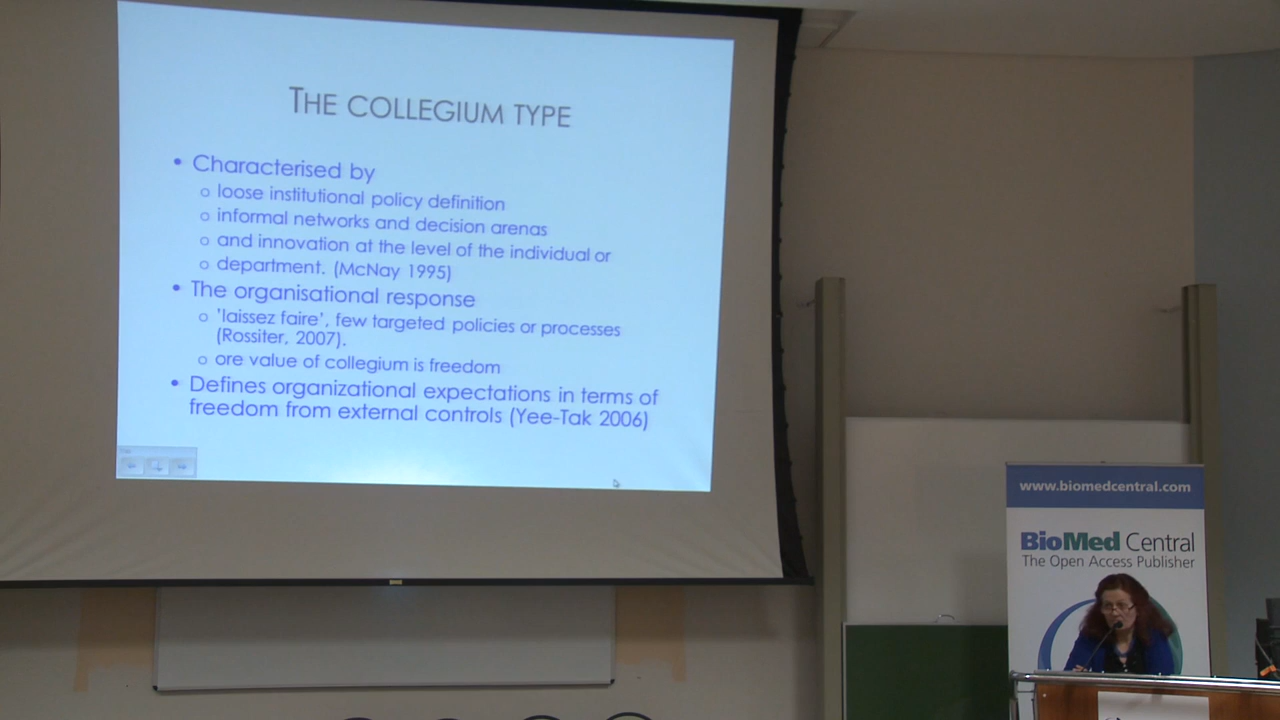 THE COLLEGIUM TYPE
• Characterised by
o loose institutional policy definition
o informal networks and decision arenas
o and innovation at the level of the individual or
o department. (McNay 1995)
• The organisational response
o 'laissez faire', few targeted policies or processes
(Rossiter, 2007).
o ore value of collegium is freedom
• Defines organizational expectations in terms of
freedom from external controls (Yee-Tak 2006)
www.biomedcentral.com
BioMed Central
The Open Access Publisher